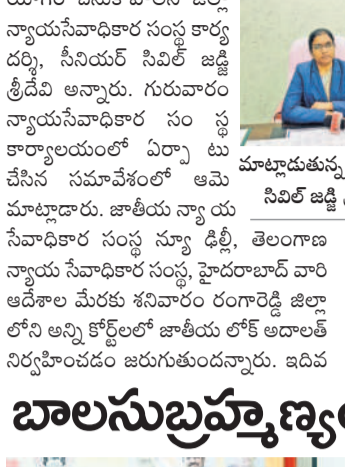 న్యాయసేవాధికార సంస్థ కార్య
దర్శి, సీనియర్ సివిల్ జడ్జి
శ్రీదేవి అన్నారు. గురువారం
న్యాయసేవాధికార సం స్థ
కార్యాలయంలో ఏర్పా టు
చేసిన సమావేశంలో ఆమె
మాట్లాడారు. జాతీయ న్యా య
సేవాధికార సంస్థ న్యూ ఢిల్లీ, తెలంగాణ
న్యాయ సేవాధికార సంస్థ, హైదరాబాద్ వారి
ఆదేశాల మేరకు శనివారం రంగారెడ్డి జిల్లా
లోని అన్ని కోర్ట్‌లలో జాతీయ లోక్ అదాలత్
నిర్వహించడం జరుగుతుందన్నారు. ఇదివ
మాట్లాడుతున్న
సివిల్ జడ్జి
బాలసుబ్రహ్మణ్యం